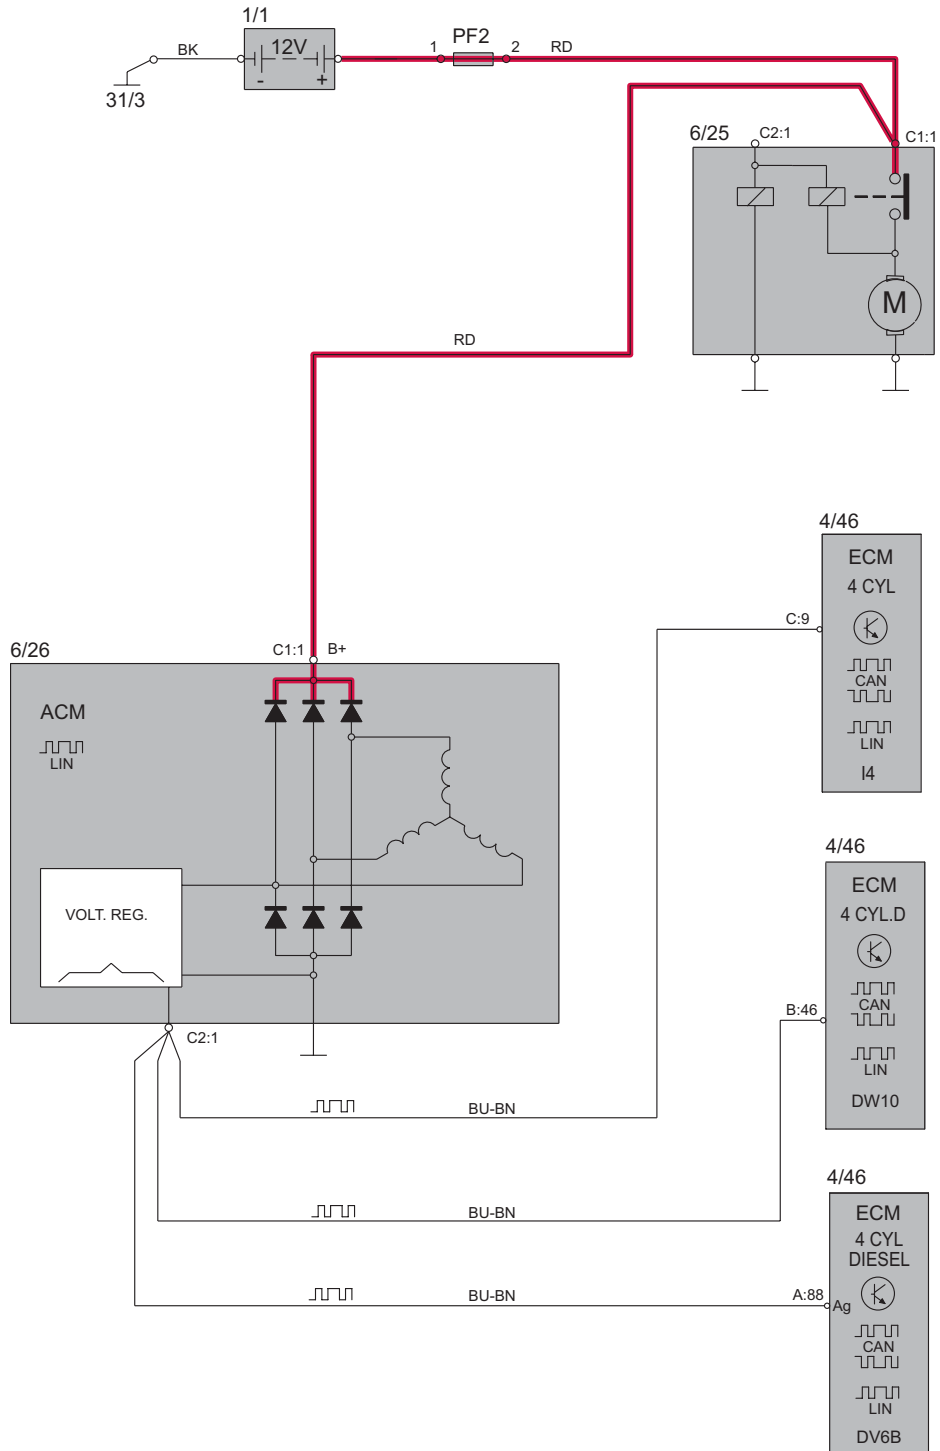 1/1
BK
12V
- +
31/3
1 PF2 2 RD
6/25 C2:1 C1:1
M
RD
4/46
ECM
4 CYL
CAN
LIN
I4
C:9
6/26 C1:1 B+
ACM
LIN
VOLT. REG.
C2:1
4/46
ECM
4 CYL.D
CAN
LIN
DW10
B:46
BU-BN
BU-BN
BU-BN
4/46
ECM
4 CYL
DIESEL
A:88 Ag
CAN
LIN
DV6B